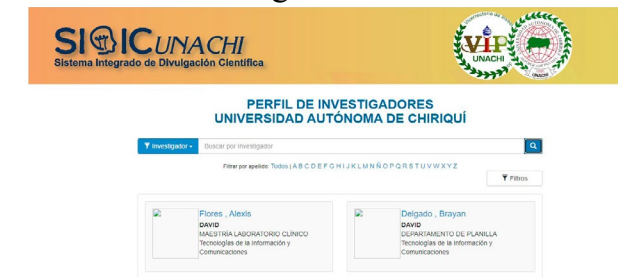 SIDICUNACHI
Sistema Integrado de Divulgación Científica
VIP
UNACHI
UNACHI
PERFIL DE INVESTIGADORES
UNIVERSIDAD AUTÓNOMA DE CHIRIQUÍ
Investigador
Buscar por Investigador
Filtrar por apellido: Todos | A B C D E F G H I J K L M N Ñ O P Q R S T U V W X Y Z
Filtros
Flores , Alexis
DAVID
MAESTRÍA LABORATORIO CLÍNICO
Tecnologías de la Información y
Comunicaciones
Delgado , Brayan
DAVID
DEPARTAMENTO DE PLANILLA
Tecnologías de la Información y
Comunicaciones